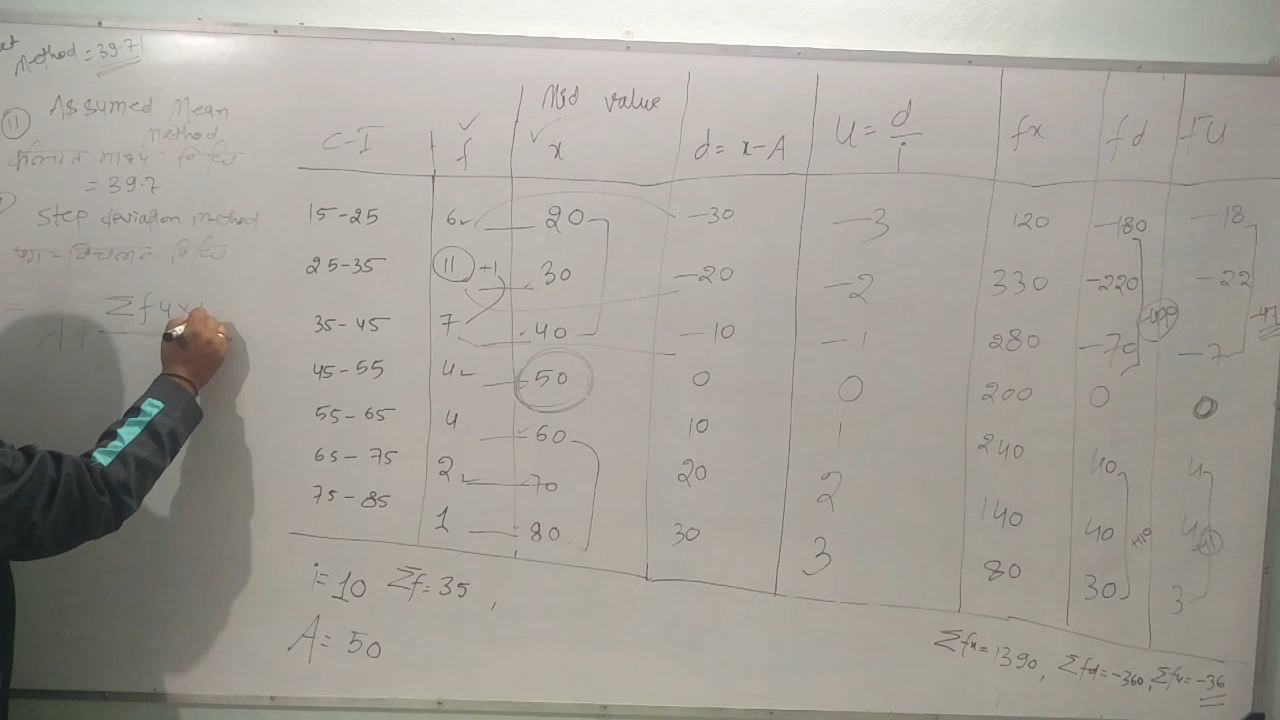 Method = 39.71
(11) Assumed Mean
Method
कल्पित माध्य विधि
= 39.7
Step deviation method
पद-विचलन विधि
A + Σfu×
C-I f Mid value x d = x-A U = d/i fx fd fU
15-25 6 20 -30 -3 120 -180 -18
25-35 11 +1 30 -20 -2 330 -220 -22
35-45 7 40 -10 -1 280 -70 -7
45-55 4 50 0 0 200 0 0
55-65 4 60 10 1 240 40 4
65-75 2 70 20 2 140 40 4
75-85 1 80 30 3 80 30 3
i=10 Σf=35,
A=50
Σfx=1390, Σfd=-360, Σfu=-36